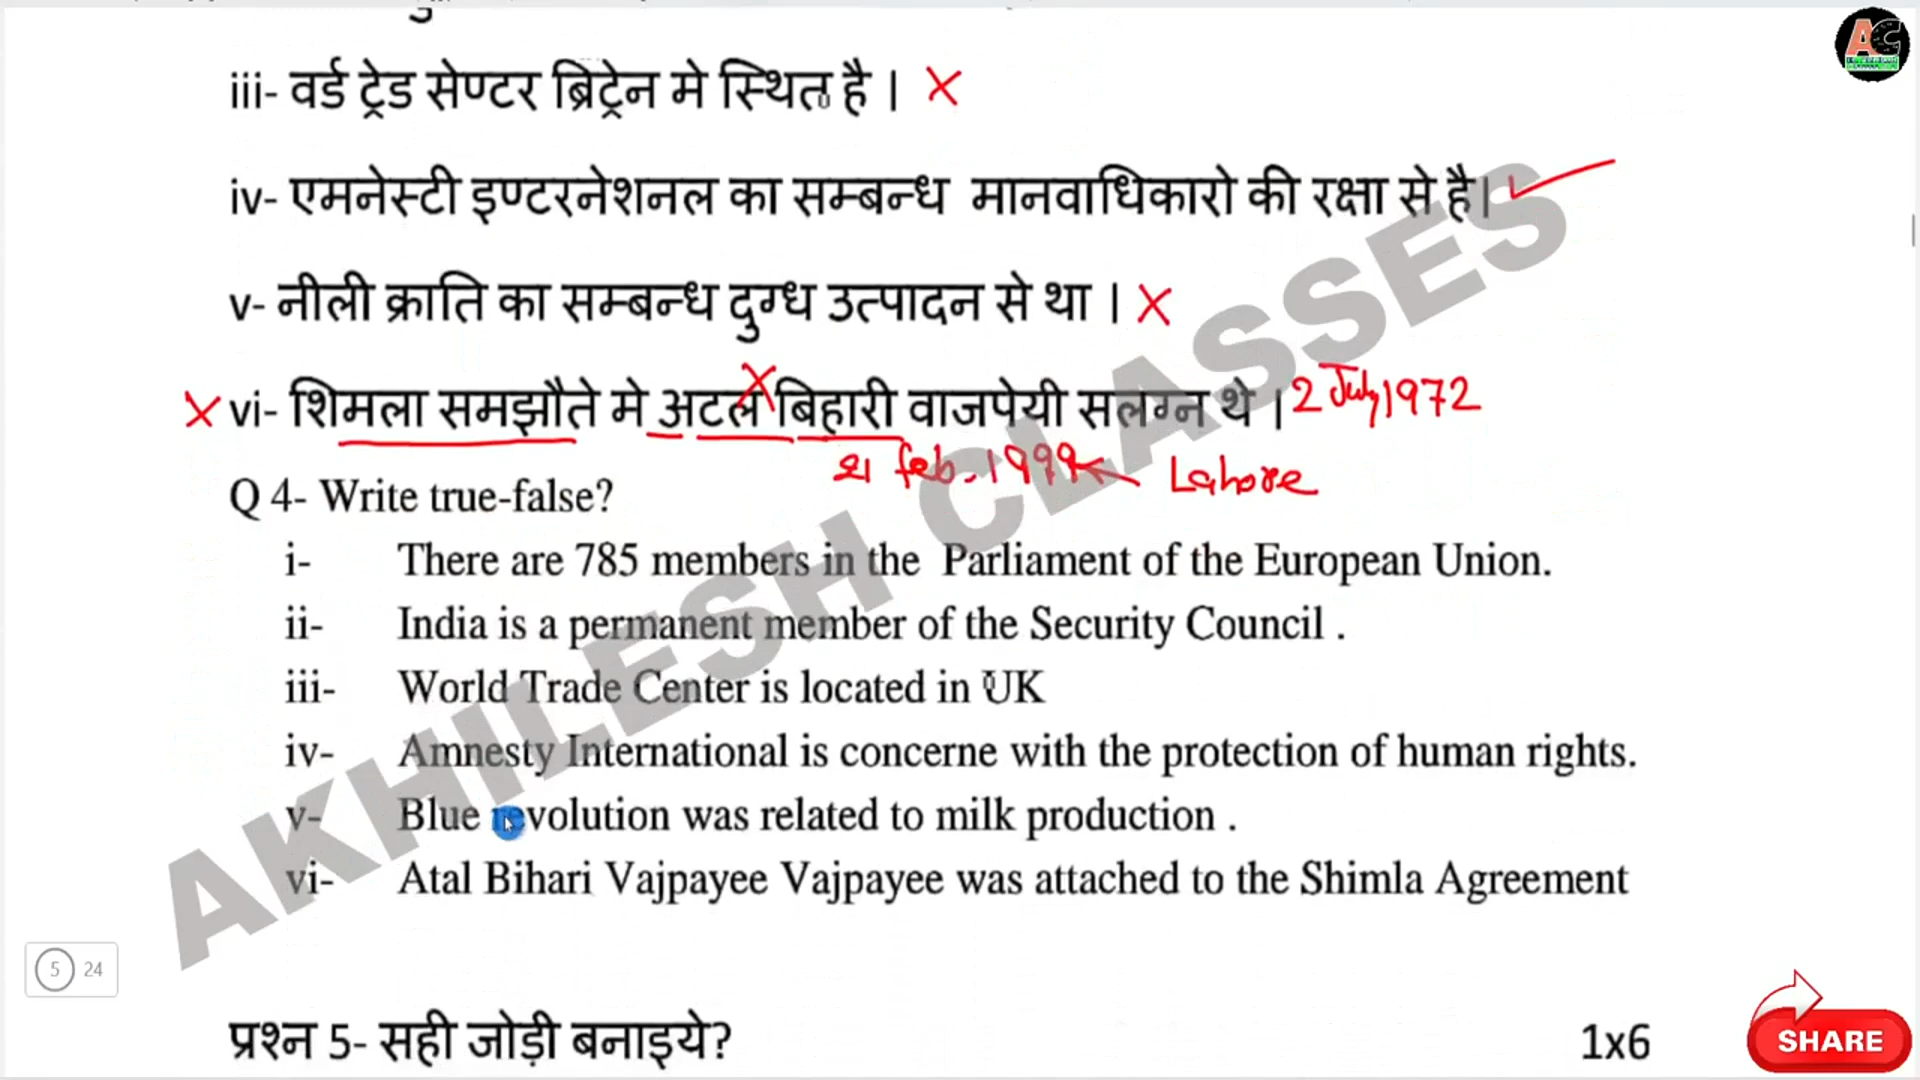 iii- वर्ड ट्रेड सेण्टर ब्रिट्रेन मे स्थित है । X
iv- एमनेस्टी इण्टरनेशनल का सम्बन्ध मानवाधिकारो की रक्षा से है।
v- नीली क्राति का सम्बन्ध दुग्ध उत्पादन से था । X
X vi- शिमला समझौते मे अटल बिहारी वाजपेयी सलग्न थे । 2 July 1972
21 feb. 1999 Lahore
Q 4- Write true-false?
i- There are 785 members in the Parliament of the European Union.
ii- India is a permanent member of the Security Council .
iii- World Trade Center is located in UK
iv- Amnesty International is concerne with the protection of human rights.
v- Blue revolution was related to milk production .
vi- Atal Bihari Vajpayee Vajpayee was attached to the Shimla Agreement
5 24
प्रश्न 5- सही जोड़ी बनाइये? 1x6
SHARE
AKHILESH CLASSES
AC